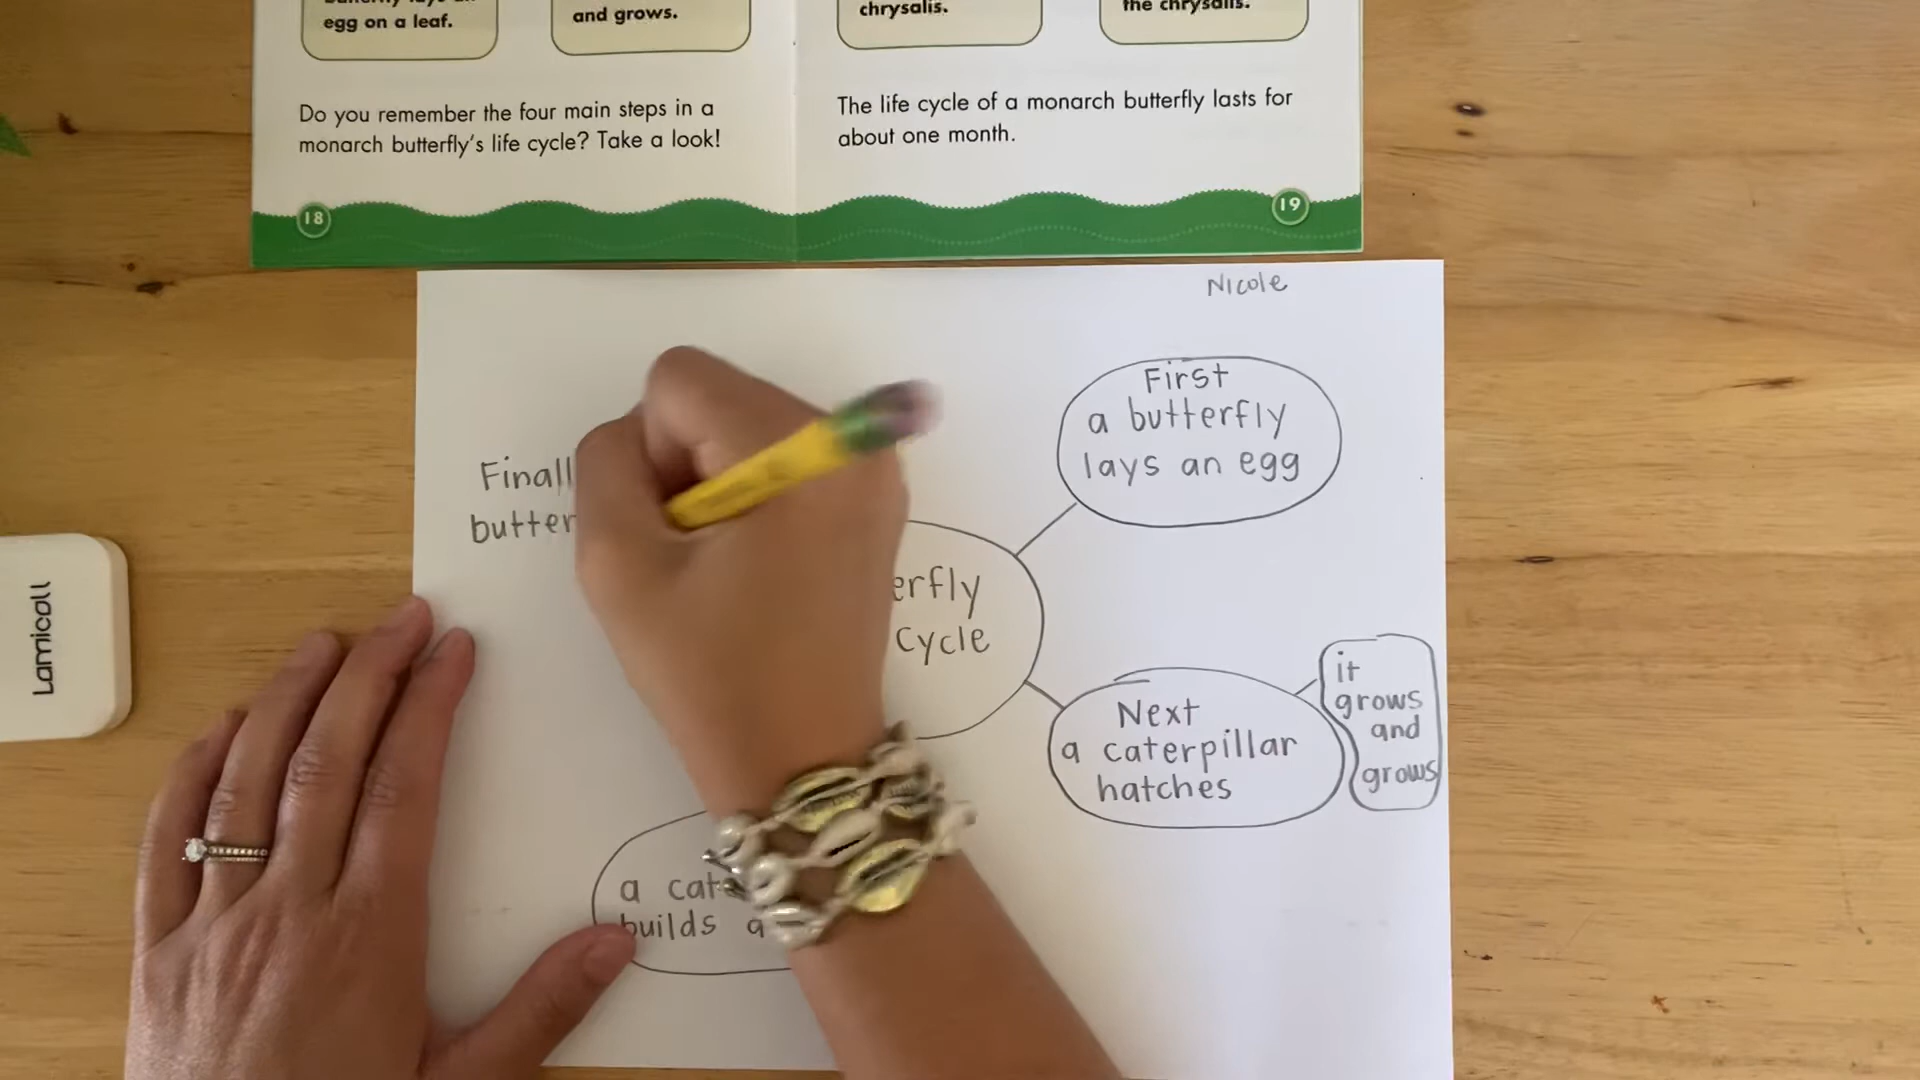 egg on a leaf.
and grows.
chrysalis.
the chrysalis.
Do you remember the four main steps in a
monarch butterfly's life cycle? Take a look!
The life cycle of a monarch butterfly lasts for
about one month.
18
19
Nicole
First
a butterfly
lays an egg
Finall
butter
erfly
Cycle
Next
a caterpillar
hatches
it
grows
and
grows
a cat
builds a
Lamicall